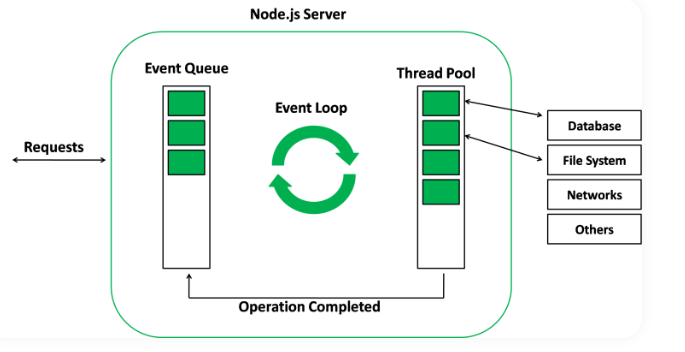 Node.js Server
Event Queue
Thread Pool
Event Loop
Requests
Database
File System
Networks
Others
Operation Completed